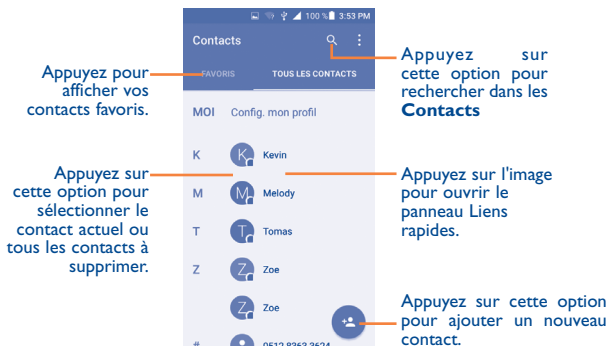 100 % 3:53 PM
Contacts
FAVORIS TOUS LES CONTACTS
MOI Config. mon profil
K K Kevin
M M Melody
T T Tomas
Z Z Zoe
Z Zoe
# 0512 8363 3624
Appuyez pour
afficher vos
contacts favoris.
Appuyez sur
cette option pour
sélectionner le
contact actuel ou
tous les contacts à
supprimer.
Appuyez sur
cette option pour
rechercher dans les
Contacts
Appuyez sur l'image
pour ouvrir le
panneau Liens
rapides.
Appuyez sur cette option
pour ajouter un nouveau
contact.